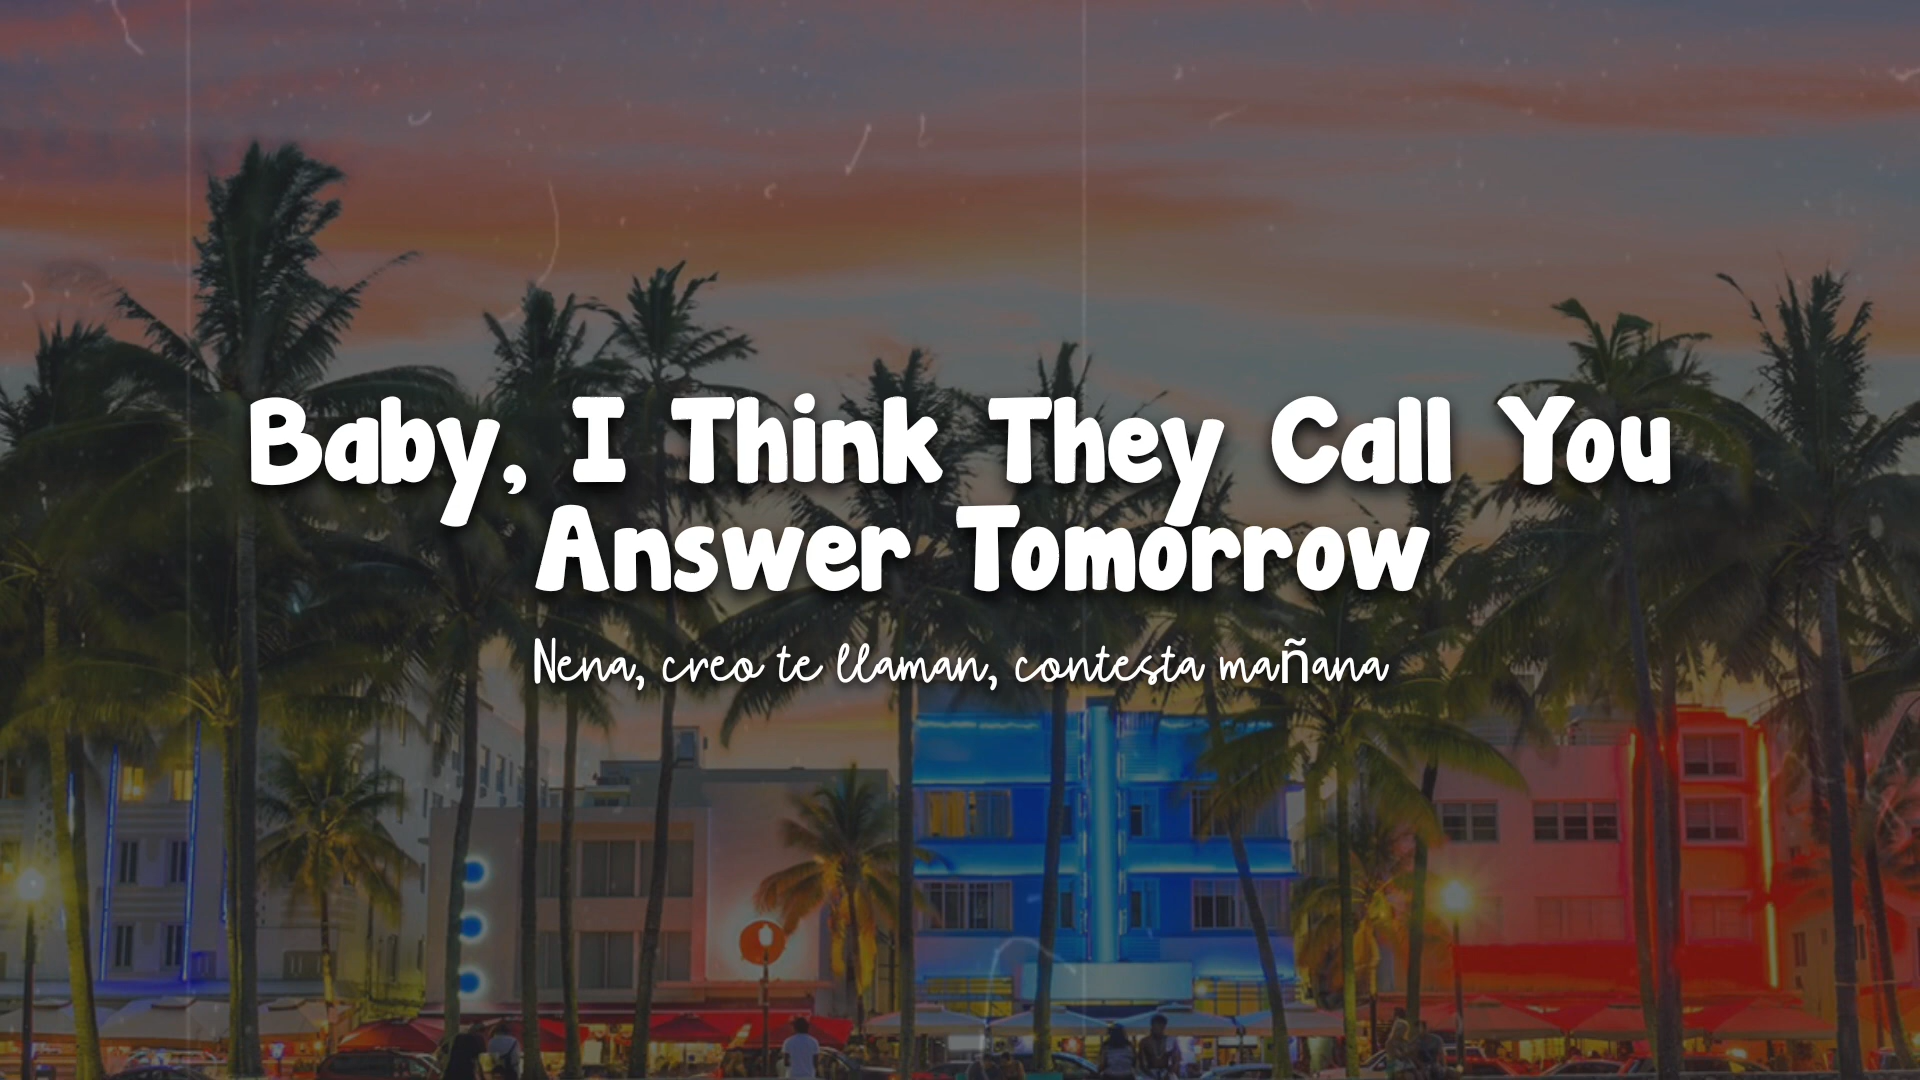 Baby, I Think They Call You
Answer Tomorrow
Nena, creo te llaman, contesta mañana